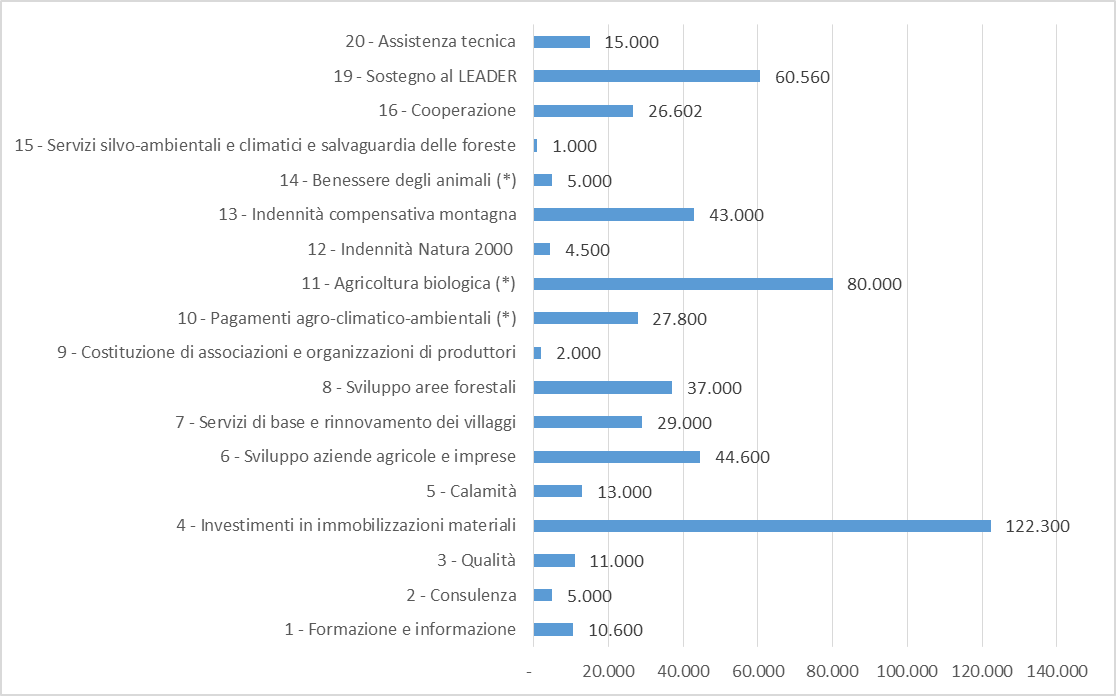 20 - Assistenza tecnica 15.000
19 - Sostegno al LEADER 60.560
16 - Cooperazione 26.602
15 - Servizi silvo-ambientali e climatici e salvaguardia delle foreste 1.000
14 - Benessere degli animali (*) 5.000
13 - Indennità compensativa montagna 43.000
12 - Indennità Natura 2000 4.500
11 - Agricoltura biologica (*) 80.000
10 - Pagamenti agro-climatico-ambientali (*) 27.800
9 - Costituzione di associazioni e organizzazioni di produttori 2.000
8 - Sviluppo aree forestali 37.000
7 - Servizi di base e rinnovamento dei villaggi 29.000
6 - Sviluppo aziende agricole e imprese 44.600
5 - Calamità 13.000
4 - Investimenti in immobilizzazioni materiali 122.300
3 - Qualità 11.000
2 - Consulenza 5.000
1 - Formazione e informazione 10.600
- 20.000 40.000 60.000 80.000 100.000 120.000 140.000